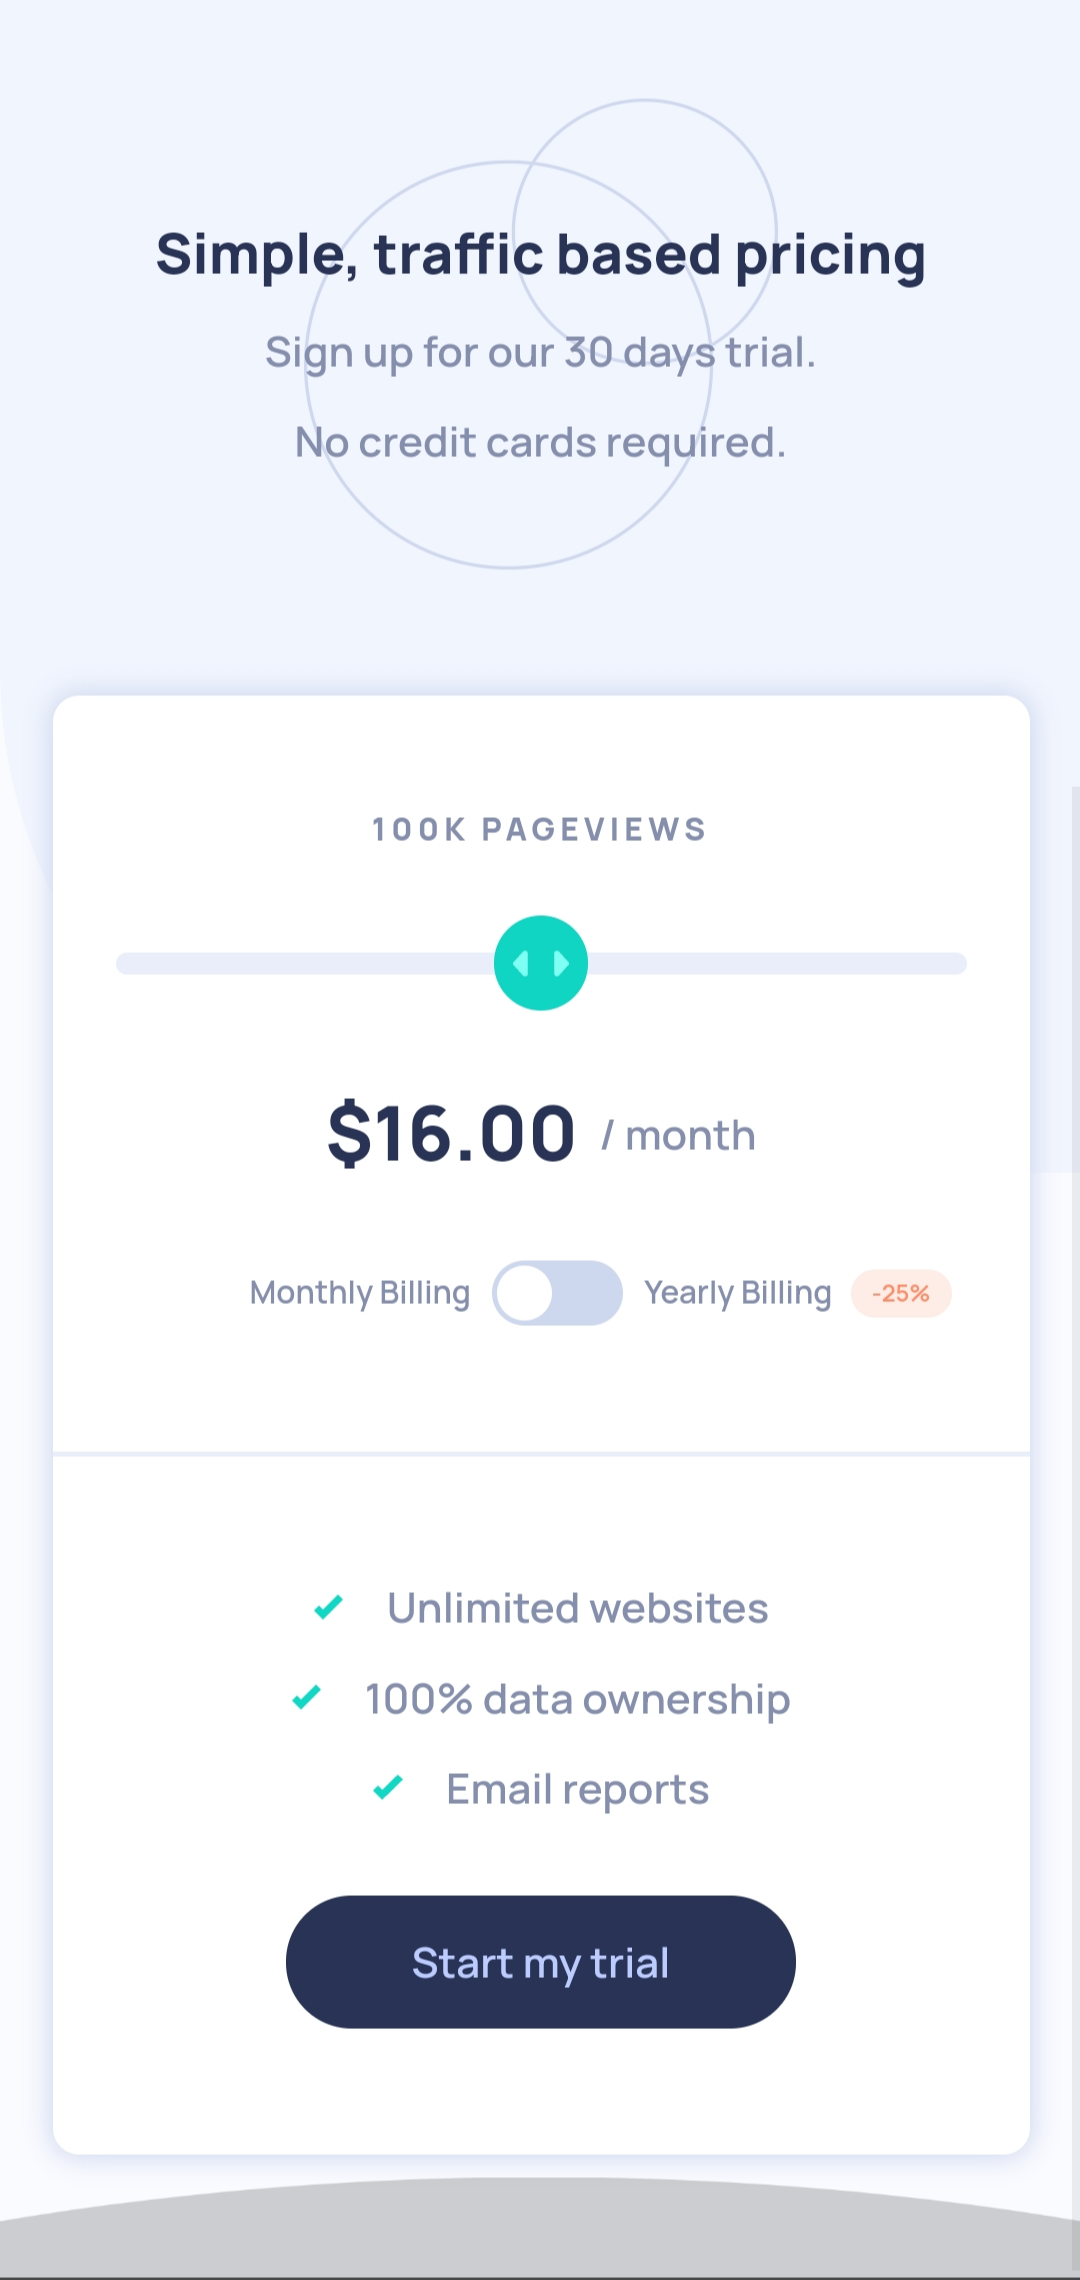 Simple, traffic based pricing
Sign up for our 30 days trial.
No credit cards required.
100K PAGEVIEWS
$16.00 / month
Monthly Billing Yearly Billing -25%
Unlimited websites
100% data ownership
Email reports
Start my trial